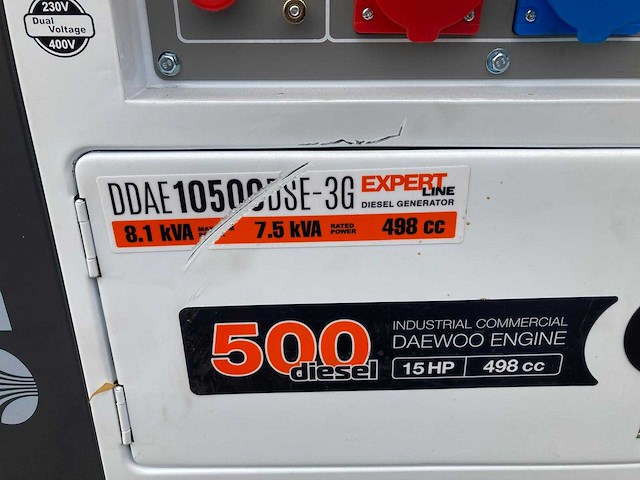 230V
Dual
Voltage
400V
DDAE10500DSE-3G EXPERT LINE
DIESEL GENERATOR
8.1 kVA 7.5 kVA RATED POWER 498 cc
500 diesel
INDUSTRIAL COMMERCIAL
DAEWOO ENGINE
15 HP 498 cc